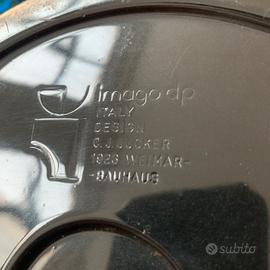 imago dp
ITALY
DESIGN
C. J. JUCKER
1923 WEIMAR-
-BAUHAUS
subito